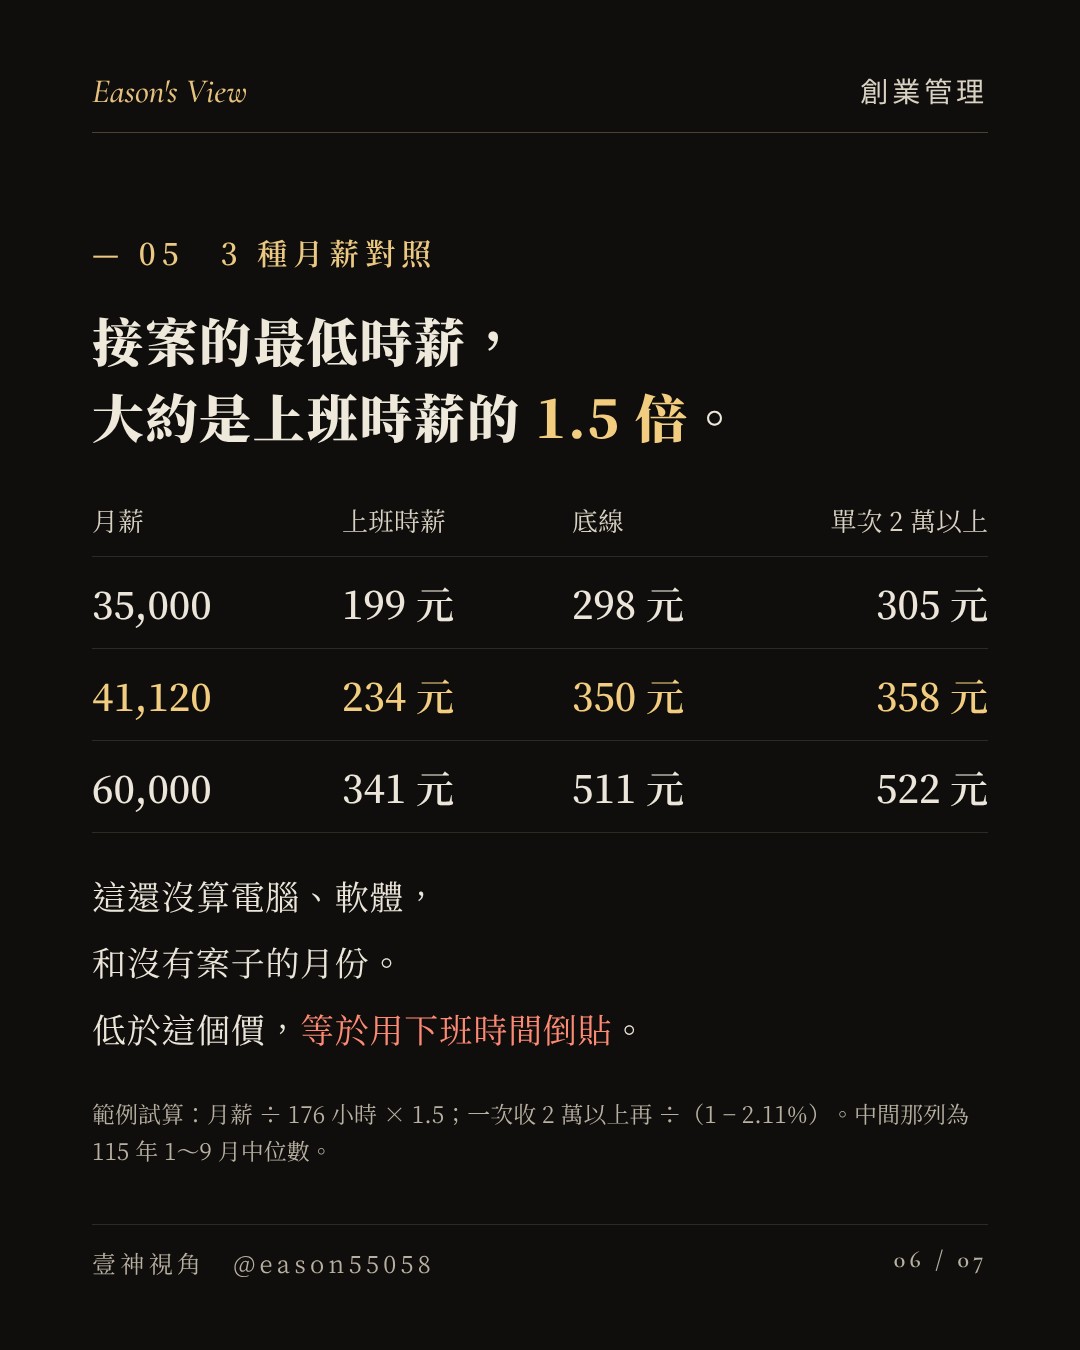 Eason's View 創業管理
— 05 3 種月薪對照
接案的最低時薪，
大約是上班時薪的 1.5 倍。
月薪 上班時薪 底線 單次 2 萬以上
35,000 199 元 298 元 305 元
41,120 234 元 350 元 358 元
60,000 341 元 511 元 522 元
這還沒算電腦、軟體，
和沒有案子的月份。
低於這個價，等於用下班時間倒貼。
範例試算：月薪 ÷ 176 小時 × 1.5；一次收 2 萬以上再 ÷（1 − 2.11%）。中間那列為
115 年 1～9 月中位數。
壹神視角 @eason55058 06 / 07